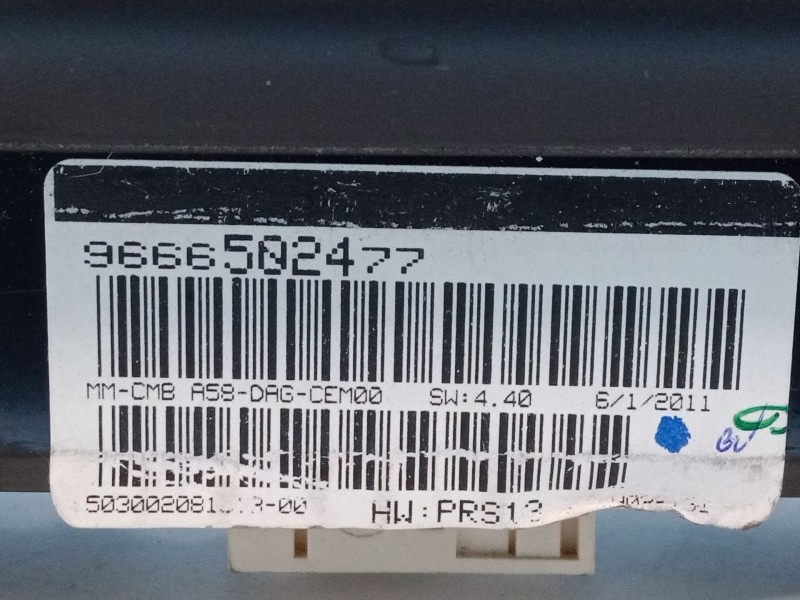 9666502477
MM-CMB A58-DAG-CEM00 SW:4.40 6/1/2011
HW:PRS13